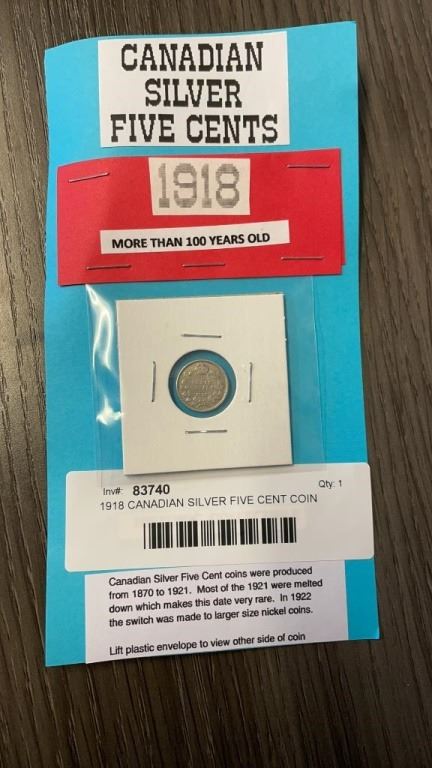 CANADIAN
SILVER
FIVE CENTS
1918
MORE THAN 100 YEARS OLD
Inv#: 83740 Qty: 1
1918 CANADIAN SILVER FIVE CENT COIN
Canadian Silver Five Cent coins were produced
from 1870 to 1921. Most of the 1921 were melted
down which makes this date very rare. In 1922
the switch was made to larger size nickel coins.
Lift plastic envelope to view other side of coin